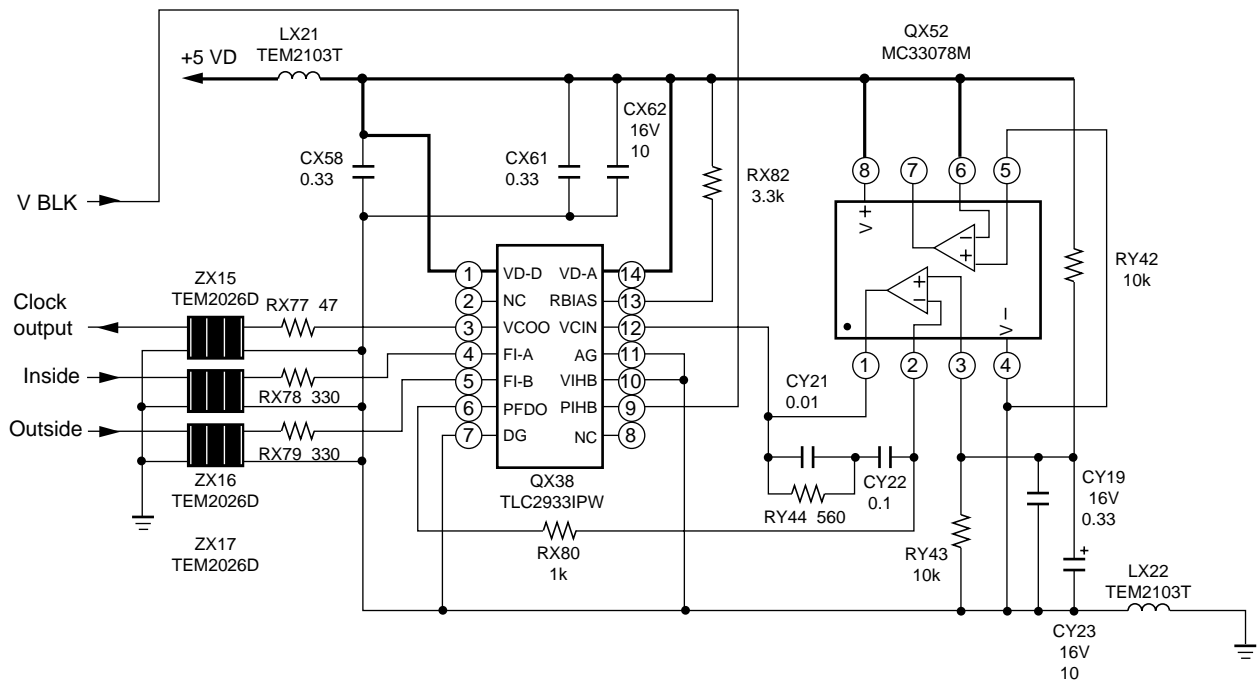 LX21
TEM2103T
+5 VD
QX52
MC33078M
CX62
16V
10
CX58
0.33
CX61
0.33
RX82
3.3k
8
7
6
5
V +
−
+
+
−
V −
RY42
10k
V BLK
ZX15
TEM2026D
RX77 47
Clock
output
Inside
RX78 330
Outside
RX79 330
ZX16
TEM2026D
ZX17
TEM2026D
1 VD-D VD-A 14
2 NC RBIAS 13
3 VCOO VCIN 12
4 FI-A AG 11
5 FI-B VIHB 10
6 PFDO PIHB 9
7 DG NC 8
QX38
TLC2933IPW
1
2
3
4
CY21
0.01
CY22
0.1
RY44 560
RX80
1k
RY43
10k
CY19
16V
0.33
+
LX22
TEM2103T
CY23
16V
10